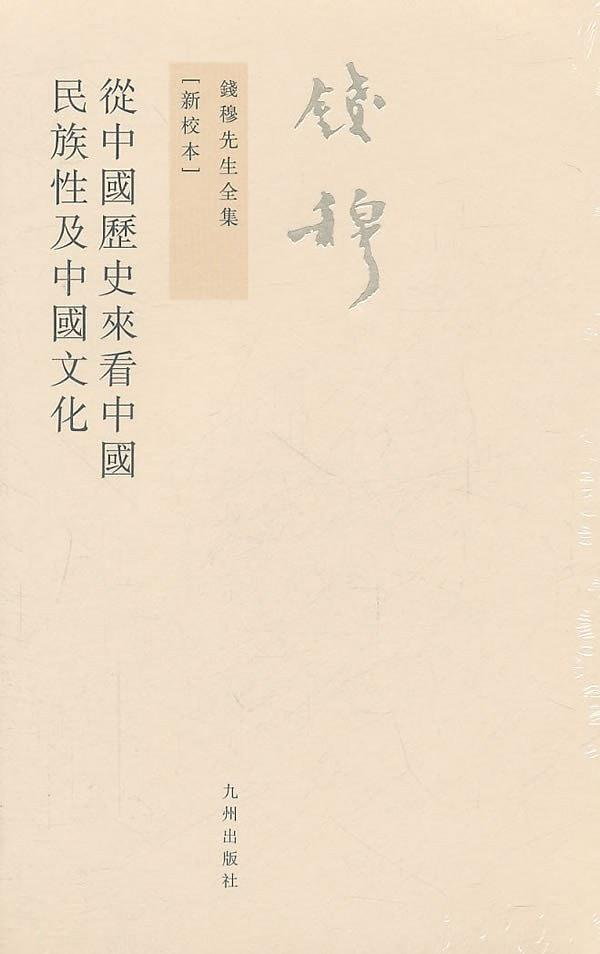 錢穆
錢穆先生全集
[新校本]
從中國歷史來看中國
民族性及中國文化
九州出版社